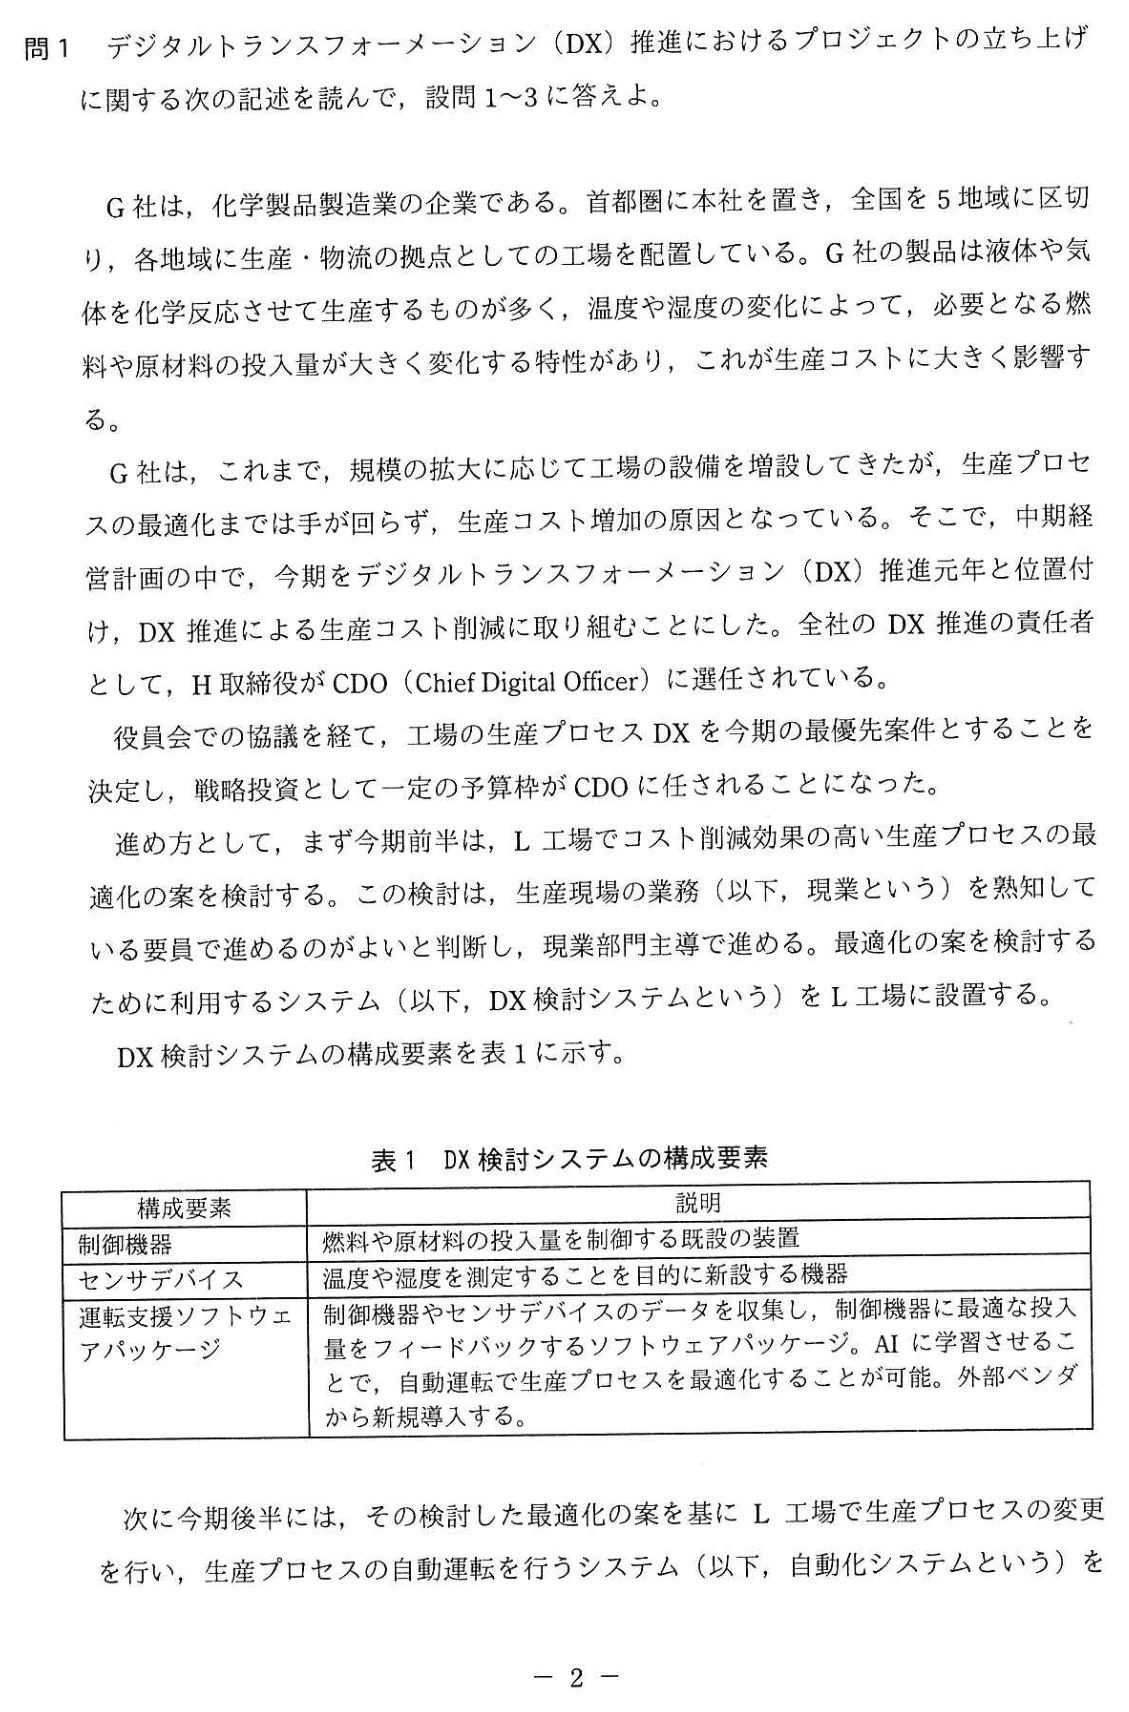 問1　デジタルトランスフォーメーション（DX）推進におけるプロジェクトの立ち上げ
に関する次の記述を読んで，設問1～3に答えよ。
G社は，化学製品製造業の企業である。首都圏に本社を置き，全国を5地域に区切
り，各地域に生産・物流の拠点としての工場を配置している。G社の製品は液体や気
体を化学反応させて生産するものが多く，温度や湿度の変化によって，必要となる燃
料や原材料の投入量が大きく変化する特性があり，これが生産コストに大きく影響す
る。
G社は，これまで，規模の拡大に応じて工場の設備を増設してきたが，生産プロセ
スの最適化までは手が回らず，生産コスト増加の原因となっている。そこで，中期経
営計画の中で，今期をデジタルトランスフォーメーション（DX）推進元年と位置付
け，DX推進による生産コスト削減に取り組むことにした。全社のDX推進の責任者
として，H取締役がCDO（Chief Digital Officer）に選任されている。
役員会での協議を経て，工場の生産プロセスDXを今期の最優先案件とすることを
決定し，戦略投資として一定の予算枠がCDOに任されることになった。
進め方として，まず今期前半は，L工場でコスト削減効果の高い生産プロセスの最
適化の案を検討する。この検討は，生産現場の業務（以下，現業という）を熟知して
いる要員で進めるのがよいと判断し，現業部門主導で進める。最適化の案を検討する
ために利用するシステム（以下，DX検討システムという）をL工場に設置する。
DX検討システムの構成要素を表1に示す。
表1　DX検討システムの構成要素
構成要素　説明
制御機器　燃料や原材料の投入量を制御する既設の装置
センサデバイス　温度や湿度を測定することを目的に新設する機器
運転支援ソフトウェ　制御機器やセンサデバイスのデータを収集し，制御機器に最適な投入
アパッケージ　量をフィードバックするソフトウェアパッケージ。AIに学習させるこ
とで，自動運転で生産プロセスを最適化することが可能。外部ベンダ
から新規導入する。
次に今期後半には，その検討した最適化の案を基にL工場で生産プロセスの変更
を行い，生産プロセスの自動運転を行うシステム（以下，自動化システムという）を
－ 2 －